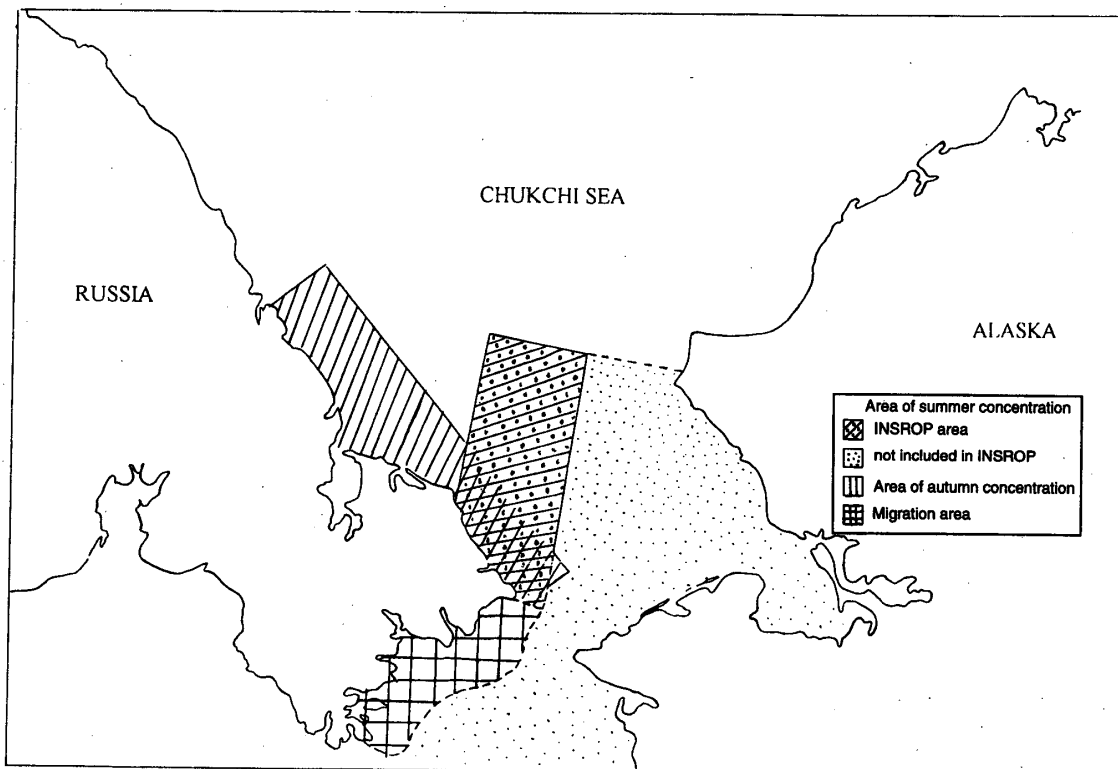 CHUKCHI SEA
RUSSIA
ALASKA
Area of summer concentration
INSROP area
not included in INSROP
Area of autumn concentration
Migration area